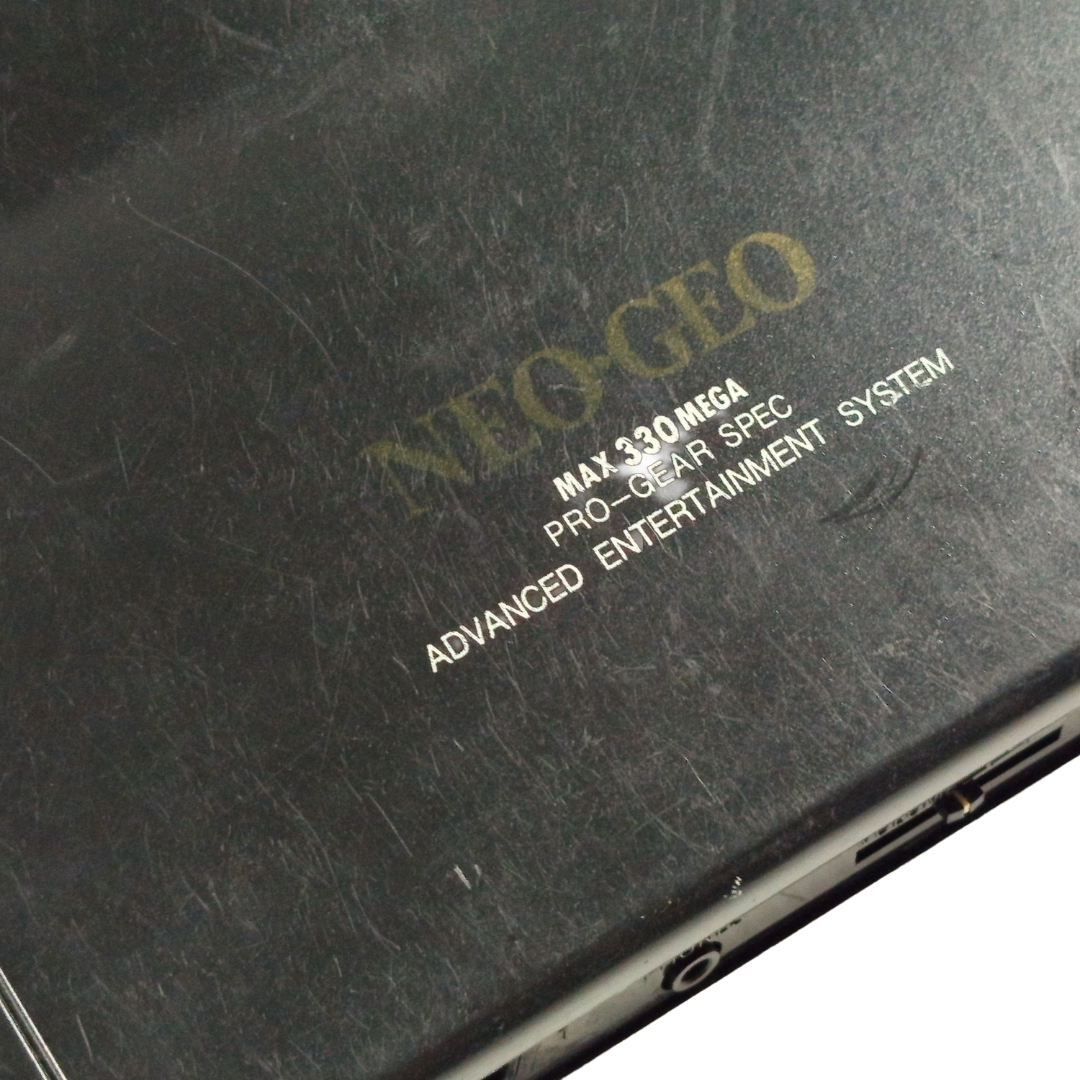 NEO·GEO
MAX 330 MEGA
PRO-GEAR SPEC
ADVANCED ENTERTAINMENT SYSTEM